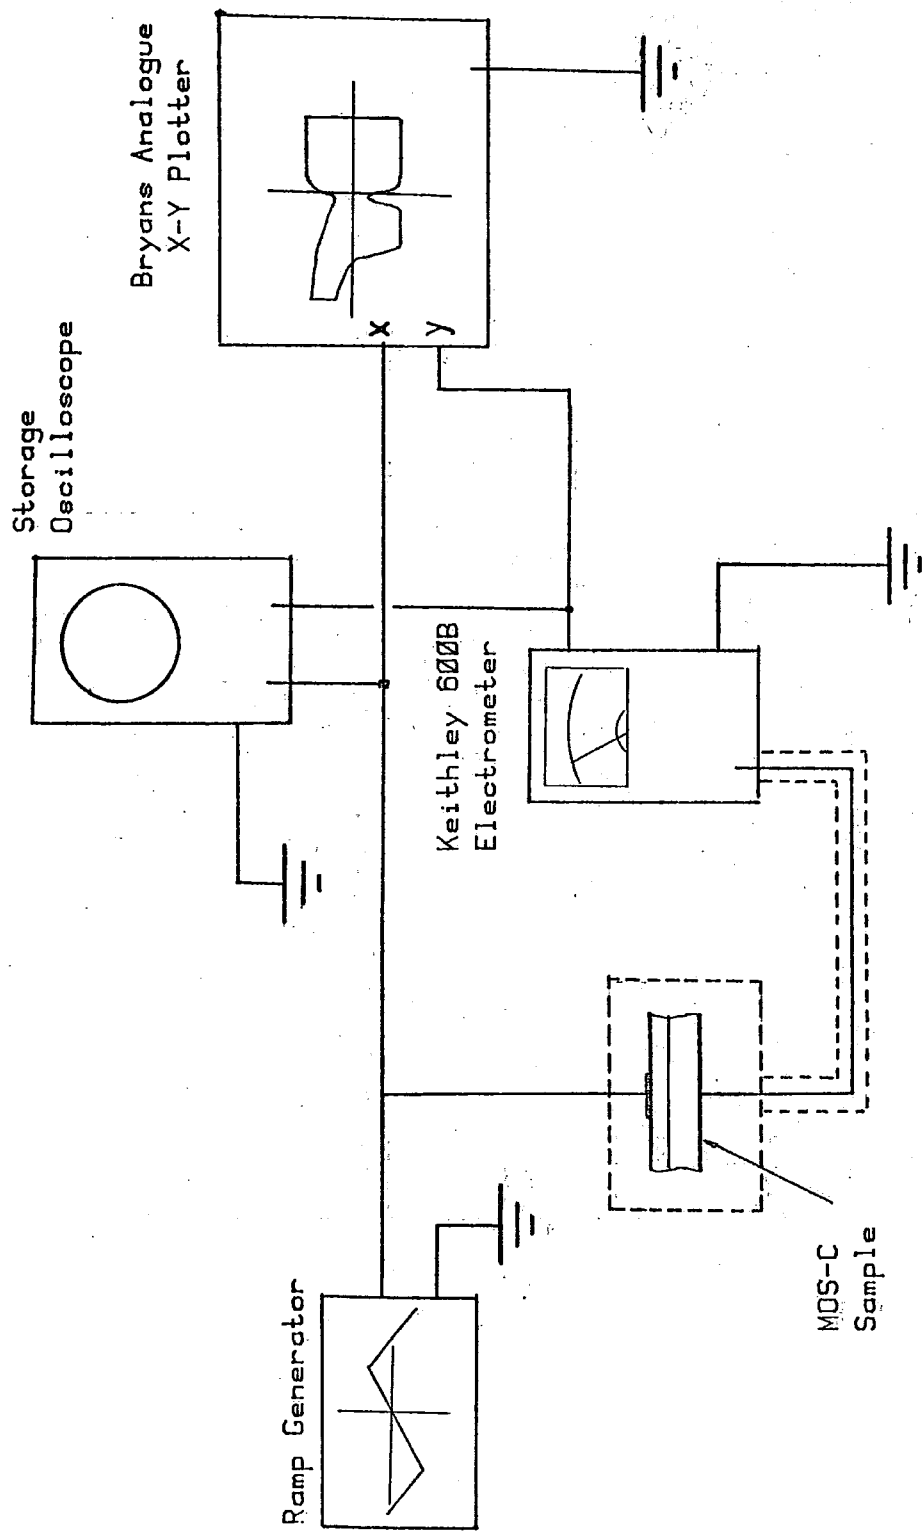 Storage
Oscilloscope
Bryans Analogue
X-Y Plotter
x
y
Ramp Generator
Keithley 600B
Electrometer
MOS-C
Sample